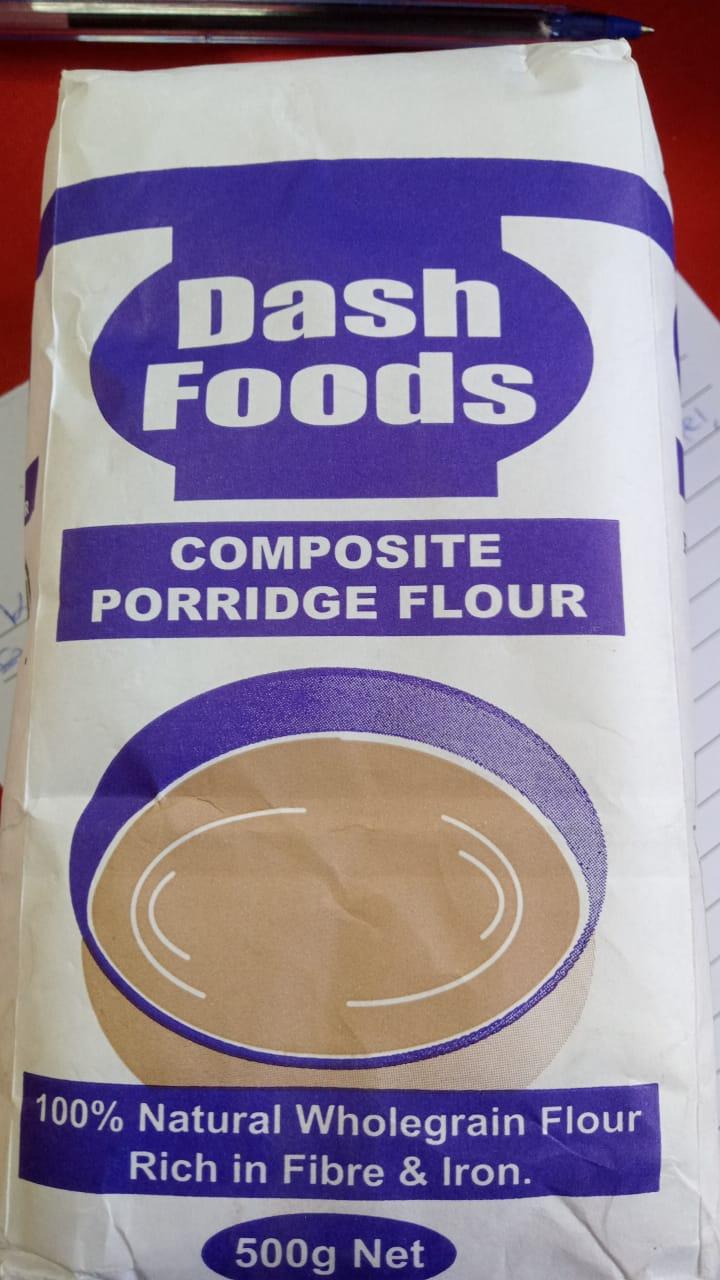 Dash
Foods
COMPOSITE
PORRIDGE FLOUR
100% Natural Wholegrain Flour
Rich in Fibre & Iron.
500g Net